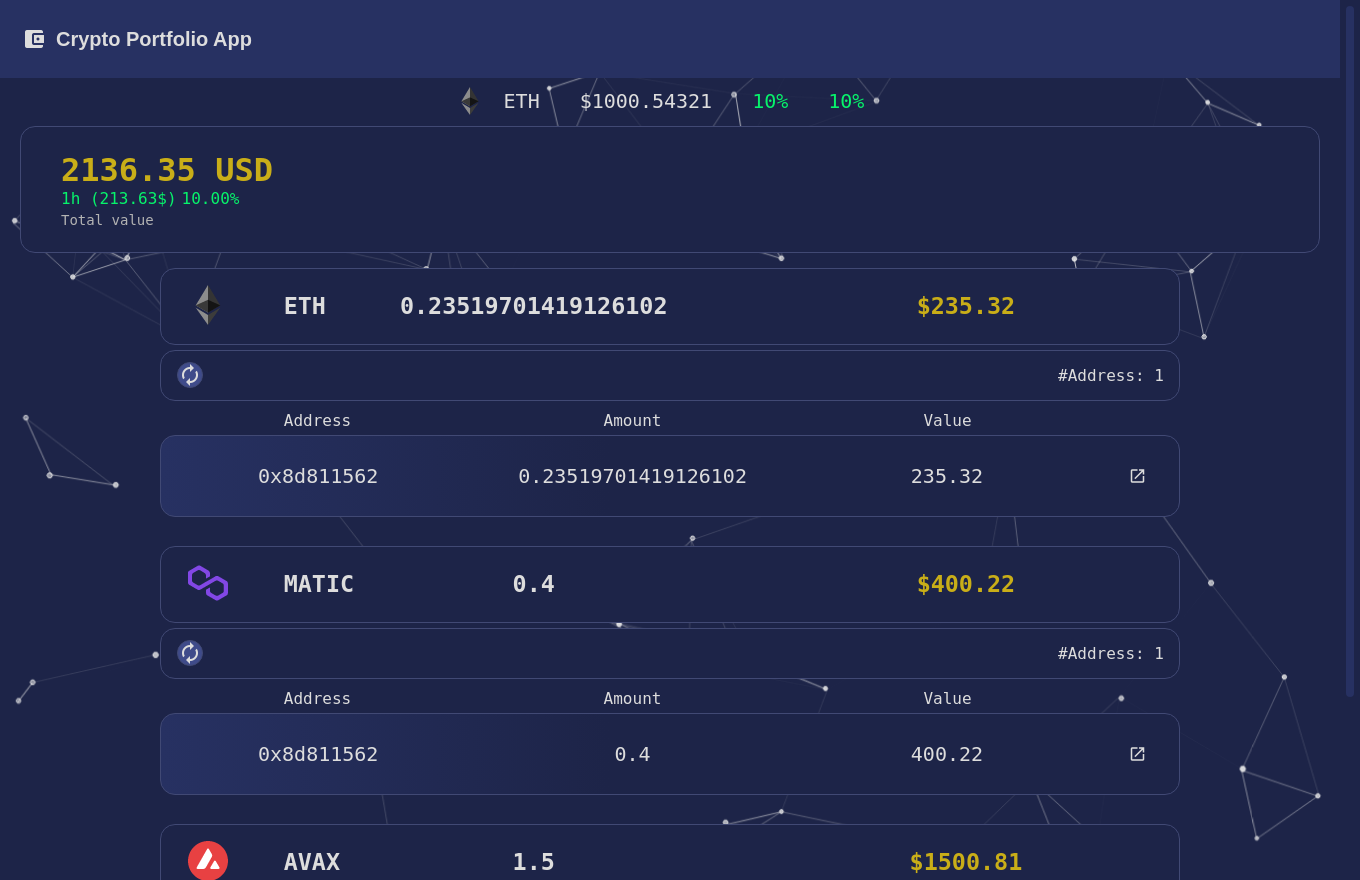 Crypto Portfolio App
ETH $1000.54321 10% 10%
2136.35 USD
1h (213.63$) 10.00%
Total value
ETH 0.23519701419126102 $235.32
#Address: 1
Address Amount Value
0x8d811562 0.23519701419126102 235.32
MATIC 0.4 $400.22
#Address: 1
Address Amount Value
0x8d811562 0.4 400.22
AVAX 1.5 $1500.81